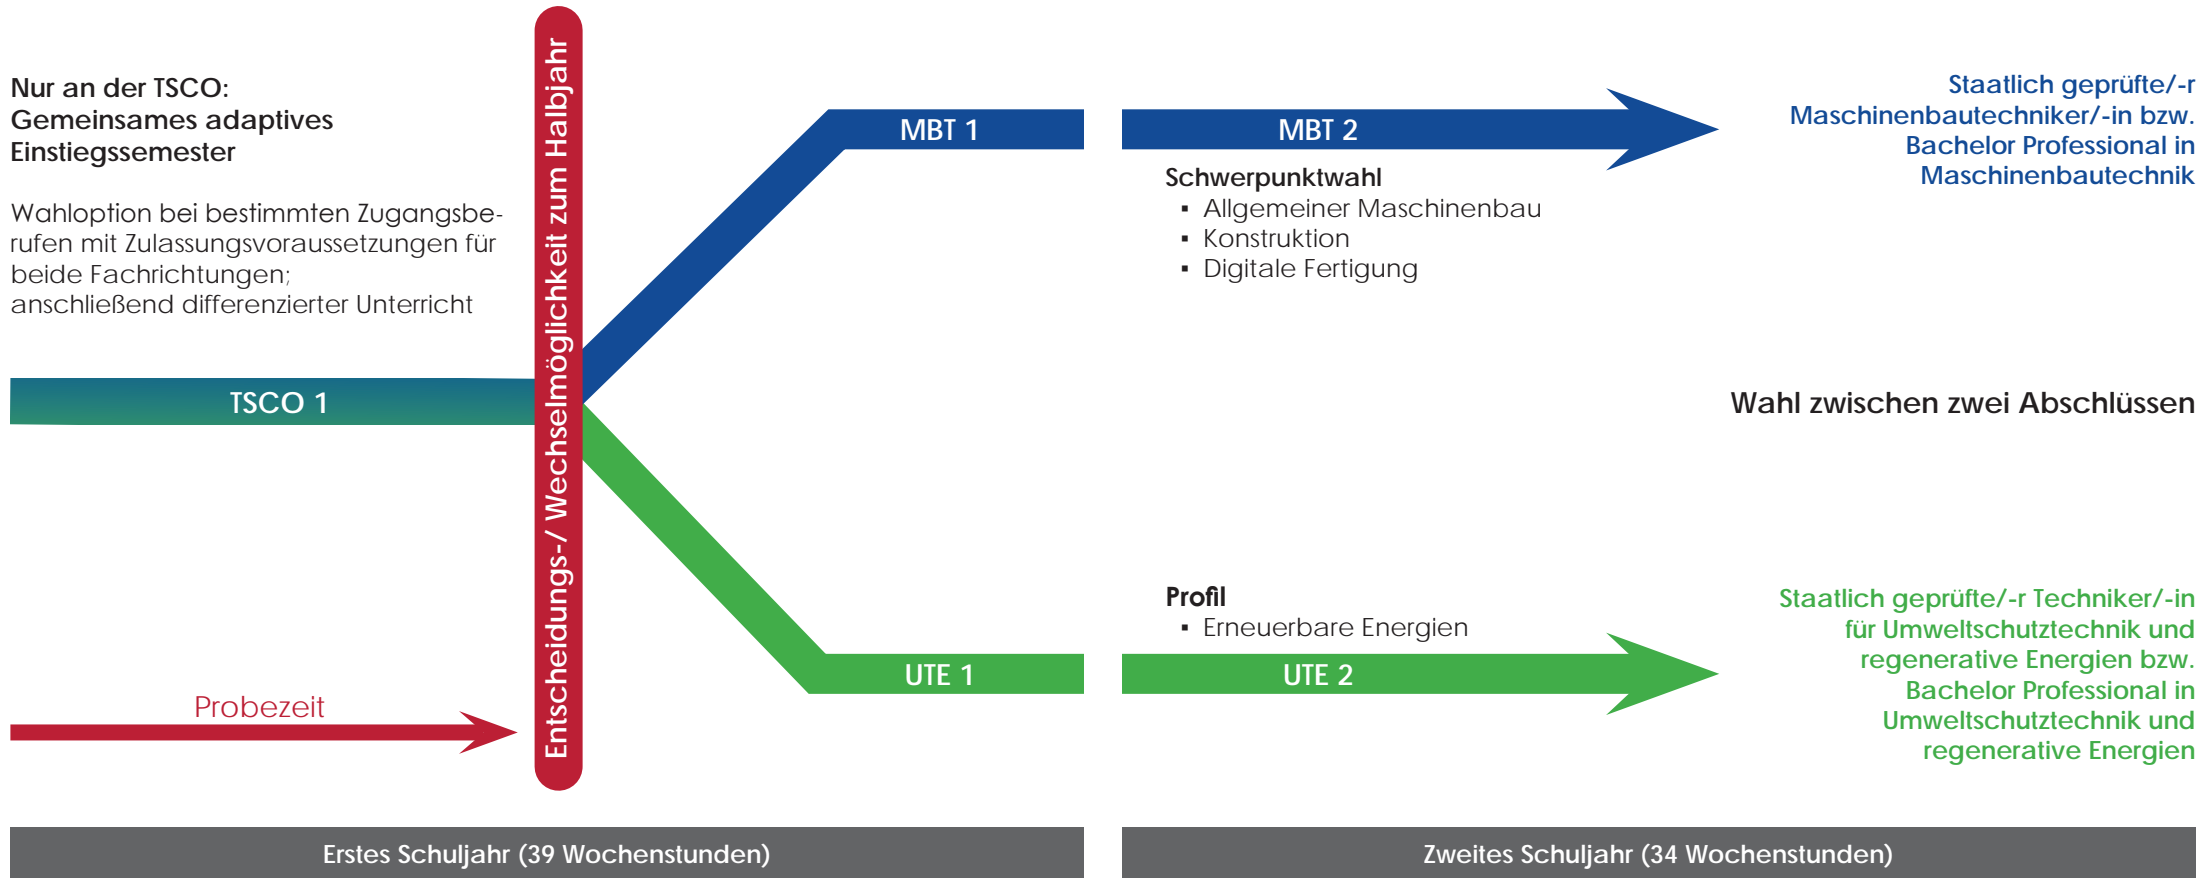 Nur an der TSCO:
Gemeinsames adaptives
Einstiegssemester
Wahloption bei bestimmten Zugangsbe-
rufen mit Zulassungsvoraussetzungen für
beide Fachrichtungen;
anschließend differenzierter Unterricht
TSCO 1
Probezeit
Entscheidungs-/ Wechselmöglichkeit zum Halbjahr
MBT 1
MBT 2
Schwerpunktwahl
▪ Allgemeiner Maschinenbau
▪ Konstruktion
▪ Digitale Fertigung
Staatlich geprüfte/-r
Maschinenbautechniker/-in bzw.
Bachelor Professional in
Maschinenbautechnik
Wahl zwischen zwei Abschlüssen
UTE 1
Profil
▪ Erneuerbare Energien
UTE 2
Staatlich geprüfte/-r Techniker/-in
für Umweltschutztechnik und
regenerative Energien bzw.
Bachelor Professional in
Umweltschutztechnik und
regenerative Energien
Erstes Schuljahr (39 Wochenstunden)
Zweites Schuljahr (34 Wochenstunden)